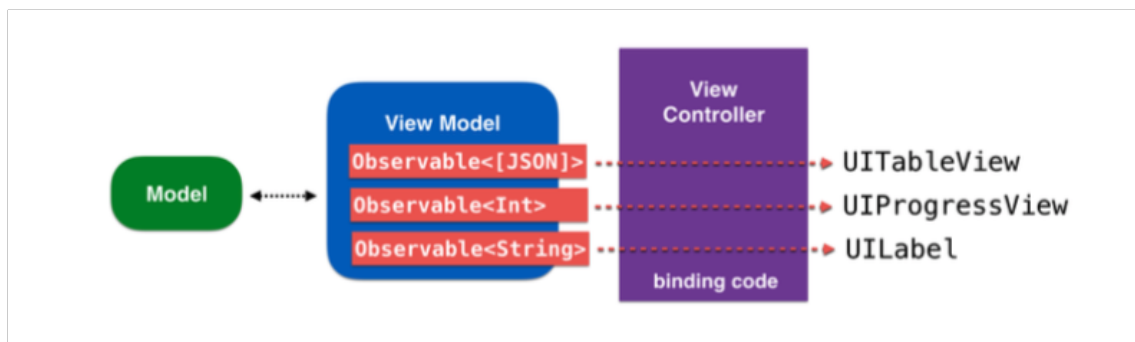 Model
View Model
Observable<[JSON]>
Observable<Int>
Observable<String>
View
Controller
binding code
UITableView
UIProgressView
UILabel